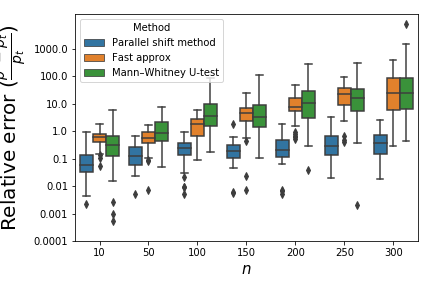 Method
Parallel shift method
Fast approx
Mann–Whitney U-test
1000.0
100.0
10.0
1.0
0.1
0.01
0.001
0.0001
10
50
100
150
200
250
300
n
Relative error